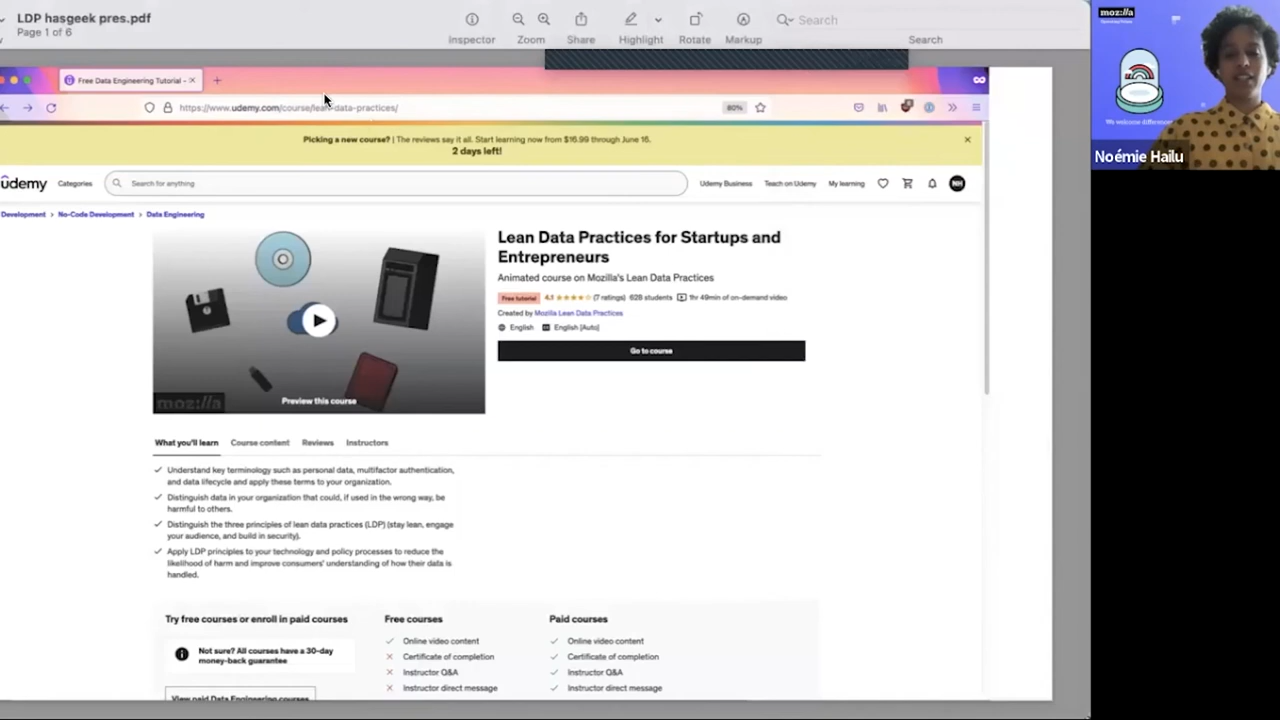 LDP hasgeek pres.pdf
Page 1 of 6
Inspector
Zoom
Share
Highlight
Rotate
Markup
Search
Search
Free Data Engineering Tutorial -
https://www.udemy.com/course/lean-data-practices/
80%
Picking a new course? | The reviews say it all. Start learning now from $16.99 through June 16.
2 days left!
udemy
Categories
Search for anything
Udemy Business
Teach on Udemy
My learning
NH
Development > No-Code Development > Data Engineering
Lean Data Practices for Startups and
Entrepreneurs
Animated course on Mozilla's Lean Data Practices
Free tutorial 4.1 (7 ratings) 628 students 1hr 49min of on-demand video
Created by Mozilla Lean Data Practices
English English [Auto]
Go to course
moz://a
Preview this course
What you'll learn
Course content
Reviews
Instructors
Understand key terminology such as personal data, multifactor authentication,
and data lifecycle and apply these terms to your organization.
Distinguish data in your organization that could, if used in the wrong way, be
harmful to others.
Distinguish the three principles of lean data practices (LDP) (stay lean, engage
your audience, and build in security).
Apply LDP principles to your technology and policy processes to reduce the
likelihood of harm and improve consumers' understanding of how their data is
handled.
Try free courses or enroll in paid courses
Not sure? All courses have a 30-day
money-back guarantee
View paid Data Engineering courses
Free courses
Online video content
Certificate of completion
Instructor Q&A
Instructor direct message
Paid courses
Online video content
Certificate of completion
Instructor Q&A
Instructor direct message
moz://a
We welcome differences
Noémie Hailu